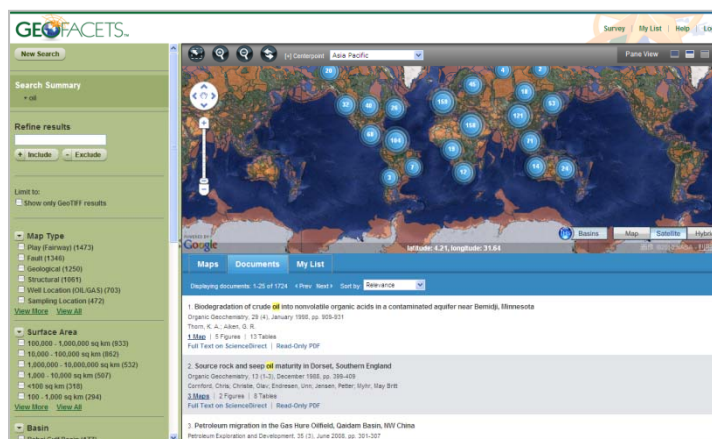 GEOFACETS™
Survey | My List | Help | Lo
New Search
[+] Centerpoint Asia Pacific
Pane View
Search Summary
• oil
Refine results
+ Include - Exclude
Limit to:
Show only GeoTIFF results
Map Type
Play (Fairway) (1473)
Fault (1346)
Geological (1250)
Structural (1061)
Well Location (OIL/GAS) (703)
Sampling Location (472)
View More View All
Surface Area
100,000 - 1,000,000 sq km (933)
10,000 - 100,000 sq km (862)
1,000,000 - 10,000,000 sq km (532)
1,000 - 10,000 sq km (507)
<100 sq km (318)
100 - 1,000 sq km (294)
View More View All
Basin
POWERED BY
Google
latitude: 4.21, longitude: 31.64
Basins Map Satellite Hybri
Maps Documents My List
Displaying documents: 1-25 of 1724 Prev Next Sort by: Relevance
1. Biodegradation of crude oil into nonvolatile organic acids in a contaminated aquifer near Bemidji, Minnesota
Organic Geochemistry, 29 (4), January 1998, pp. 909-931
Thorn, K. A.; Aiken, G. R.
1 Map | 5 Figures | 13 Tables
Full Text on ScienceDirect | Read-Only PDF
2. Source rock and seep oil maturity in Dorset, Southern England
Organic Geochemistry, 13 (1-3), December 1988, pp. 399-409
Cornford, Chris; Christie, Olav; Endresen, Unn; Jensen, Petter; Myhr, May Britt
3 Maps | 2 Figures | 8 Tables
Full Text on ScienceDirect | Read-Only PDF
3. Petroleum migration in the Gas Hure Oilfield, Qaidam Basin, NW China
Petroleum Exploration and Development, 35 (3), June 2008, pp. 301-307